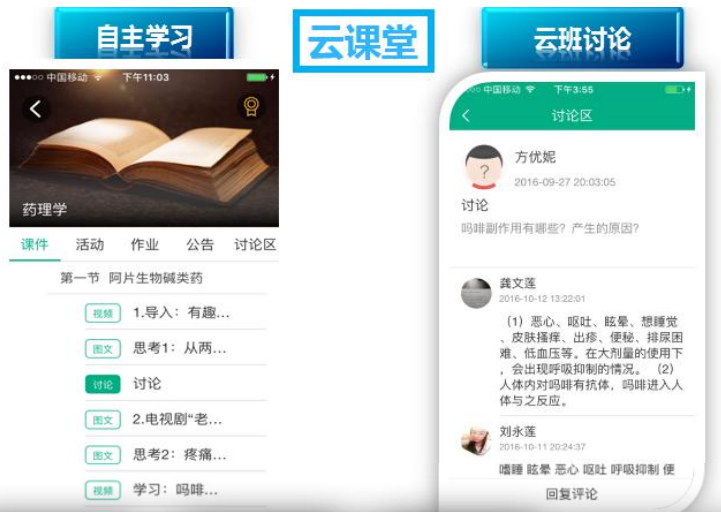 自主学习
云课堂
云班讨论
中国移动
下午11:03
药理学
课件 活动 作业 公告 讨论区
第一节 阿片生物碱类药
视频 1.导入：有趣...
图文 思考1：从两...
讨论 讨论
图文 2.电视剧“老...
图文 思考2：疼痛...
视频 学习：吗啡...
中国移动
下午3:55
讨论区
方优妮
2016-09-27 20:03:05
讨论
吗啡副作用有哪些？产生的原因？
龚文莲
2016-10-12 13:22:01
（1）恶心、呕吐、眩晕、想睡觉
、皮肤搔痒、出疹、便秘、排尿困
难、低血压等。在大剂量的使用下
，会出现呼吸抑制的情况。（2）
人体内对吗啡有抗体，吗啡进入人
体与之反应。
刘永莲
2016-10-11 20:24:37
嗜睡 眩晕 恶心 呕吐 呼吸抑制 便
回复评论